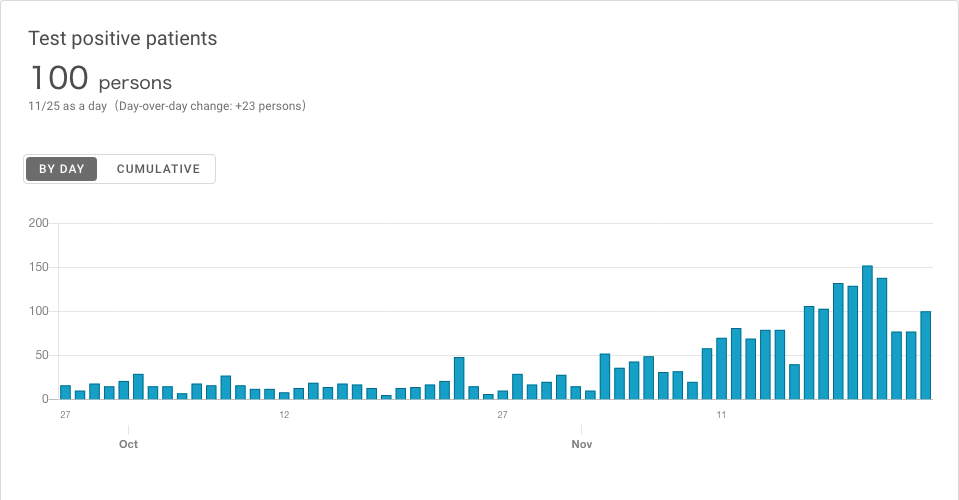 Test positive patients
100 persons
11/25 as a day（Day-over-day change: +23 persons）
BY DAY CUMULATIVE
200
150
100
50
0
27 12 27 11
Oct Nov